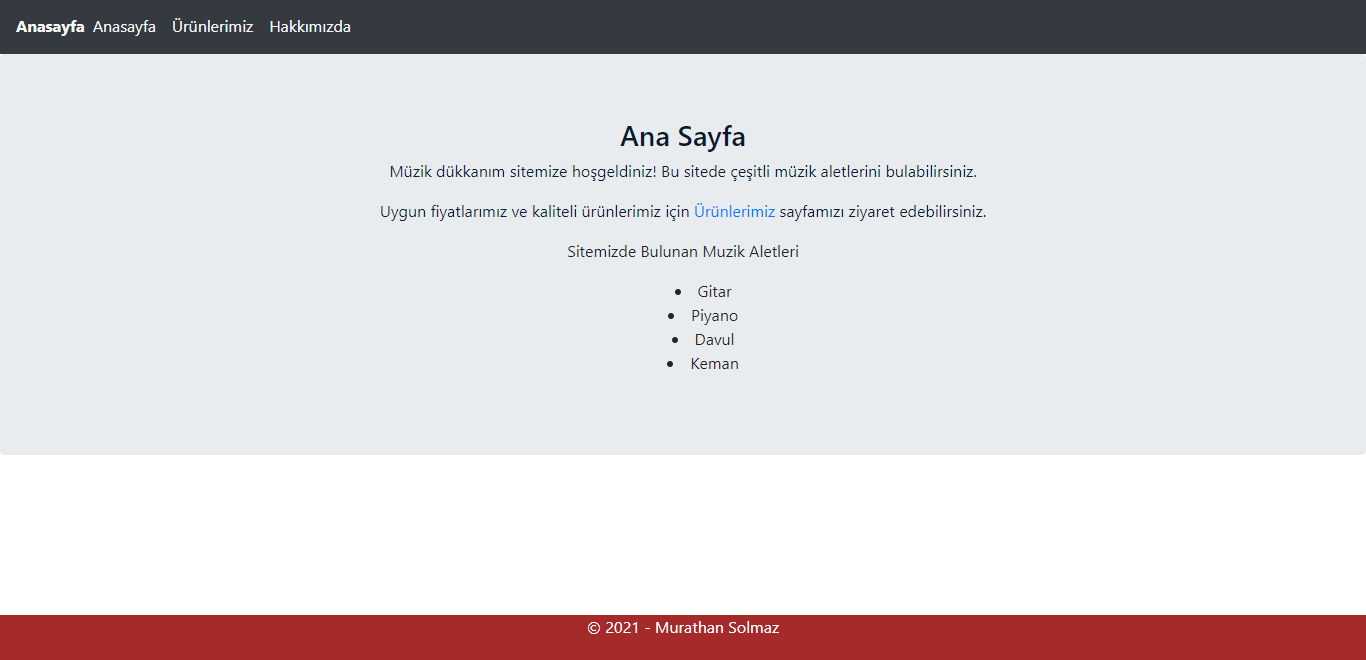 Anasayfa Anasayfa Ürünlerimiz Hakkımızda
Ana Sayfa
Müzik dükkanım sitemize hoşgeldiniz! Bu sitede çeşitli müzik aletlerini bulabilirsiniz.
Uygun fiyatlarımız ve kaliteli ürünlerimiz için Ürünlerimiz sayfamızı ziyaret edebilirsiniz.
Sitemizde Bulunan Muzik Aletleri
• Gitar
• Piyano
• Davul
• Keman
© 2021 - Murathan Solmaz